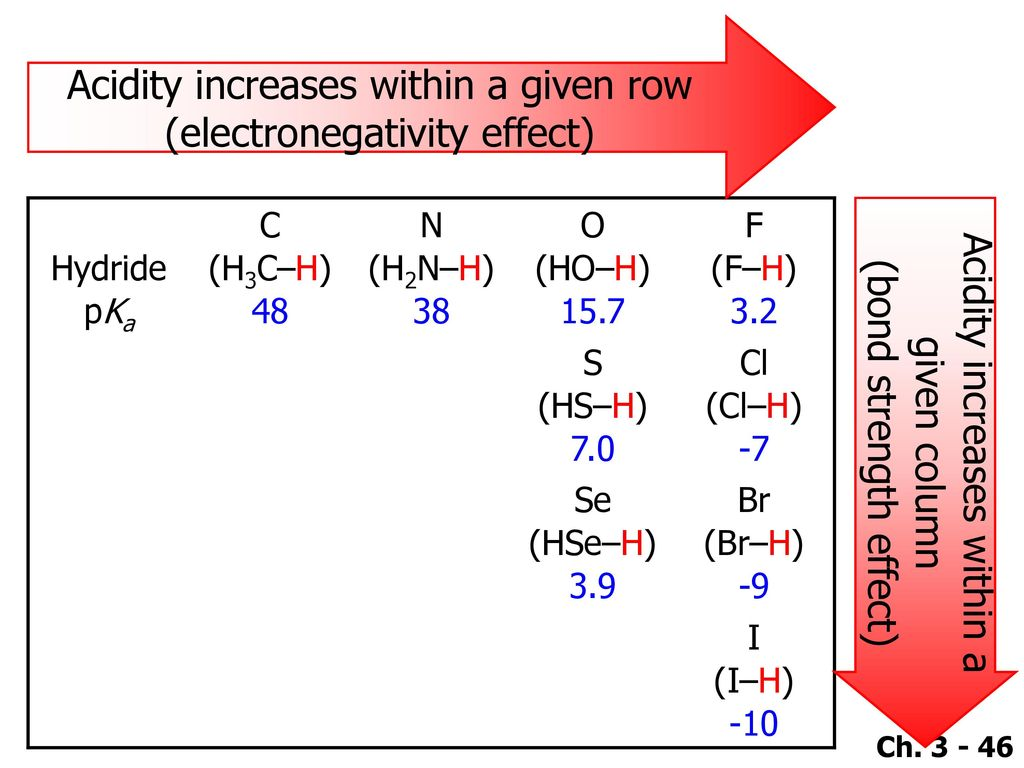 Acidity increases within a given row
(electronegativity effect)
C N O F
Hydride (H₃C–H) (H₂N–H) (HO–H) (F–H)
pKₐ 48 38 15.7 3.2
S Cl
(HS–H) (Cl–H)
7.0 -7
Se Br
(HSe–H) (Br–H)
3.9 -9
I
(I–H)
-10
Acidity increases within a
given column
(bond strength effect)
Ch. 3 - 46